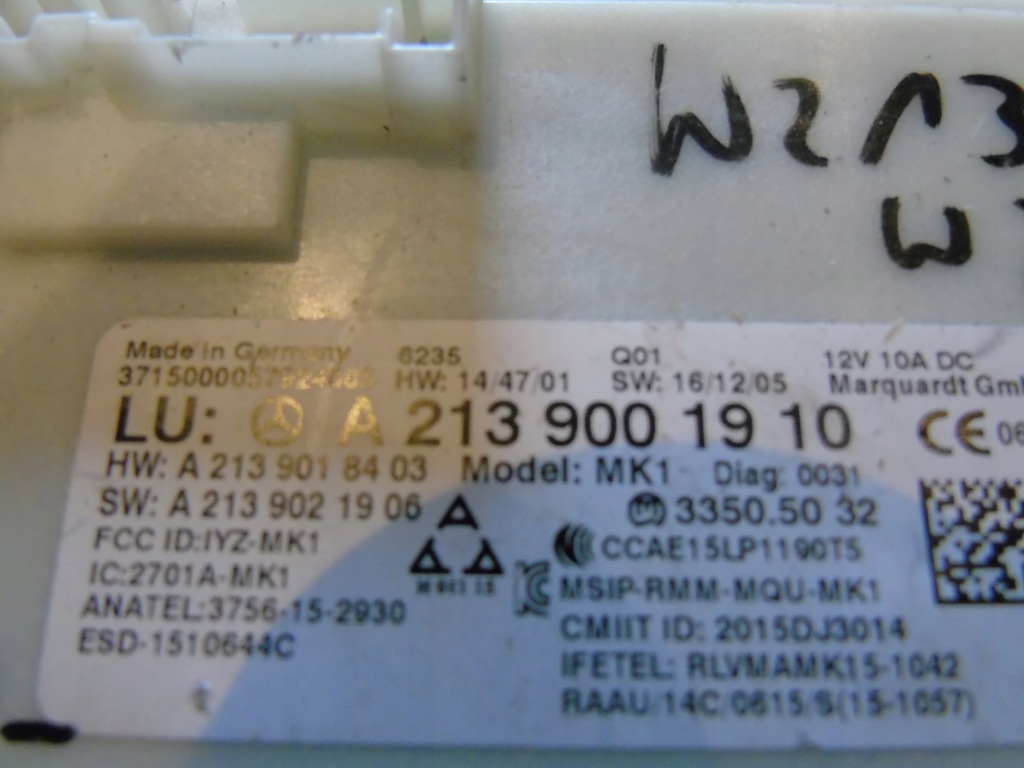 W213
W
Made in Germany 6235 Q01 12V 10A DC
HW: 14/47/01 SW: 16/12/05 Marquardt
LU: A 213 900 19 10 CE
HW: A 213 901 84 03 Model: MK1 Diag: 0031
SW: A 213 902 19 06 3350.50 32
FCC ID:IYZ-MK1 CCAE15LP1190T5
IC:2701A-MK1 MSIP-RMM-MQU-MK1
ANATEL:3756-15-2930 CMIIT ID: 2015DJ3014
ESD-1510644C IFETEL: RLVMAMK15-1042
RAAU/14C/0615/S(15-1057)